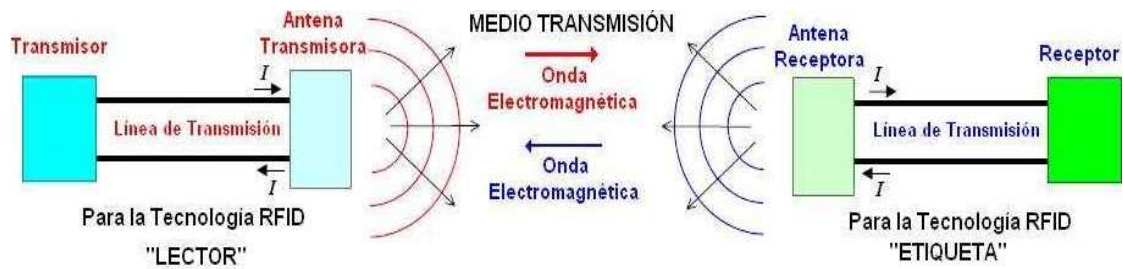 Transmisor
Antena
Transmisora
I
Línea de Transmisión
I
Para la Tecnología RFID
"LECTOR"
MEDIO TRANSMISIÓN
Onda
Electromagnética
Onda
Electromagnética
Antena
Receptora
Receptor
I
Línea de Transmisión
I
Para la Tecnología RFID
"ETIQUETA"